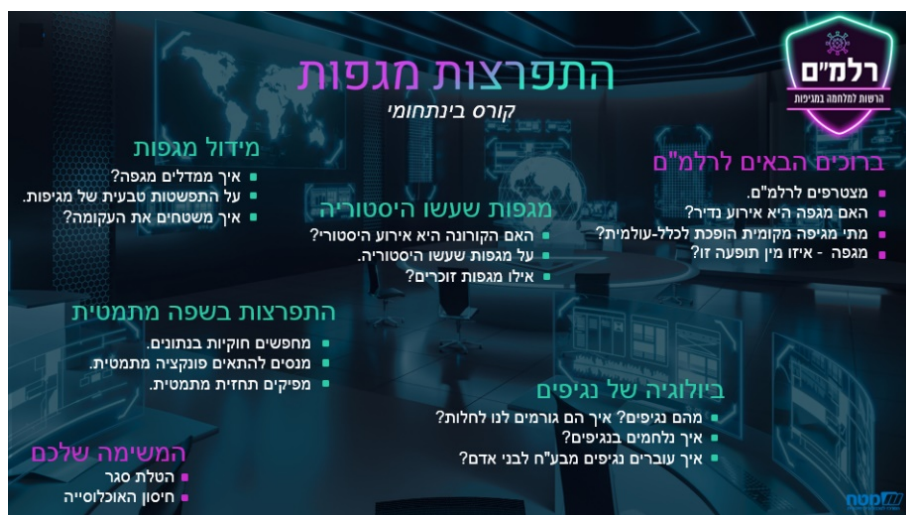 רלמ"ם
הרשות למלחמה במגיפות
התפרצות מגפות
קורס בינתחומי
ברוכים הבאים לרלמ"ם
מצטרפים לרלמ"ם.
האם מגפה היא אירוע נדיר?
מתי מגיפה מקומית הופכת לכלל-עולמית?
מגפה - איזו מין תופעה זו?
מגפות שעשו היסטוריה
האם הקורונה היא אירוע היסטורי?
על מגפות שעשו היסטוריה.
אילו מגפות זוכרים?
מידול מגפות
איך ממדלים מגפה?
על התפשטות טבעית של מגיפות.
איך משטחים את העקומה?
ביולוגיה של נגיפים
מהם נגיפים? איך הם גורמים לנו לחלות?
איך נלחמים בנגיפים?
איך עוברים נגיפים מבע"ח לבני אדם?
התפרצות בשפה מתמטית
מחפשים חוקיות בנתונים.
מנסים להתאים פונקציה מתמטית.
מפיקים תחזית מתמטית.
המשימה שלכם
הטלת סגר
חיסון האוכלוסייה
מטח